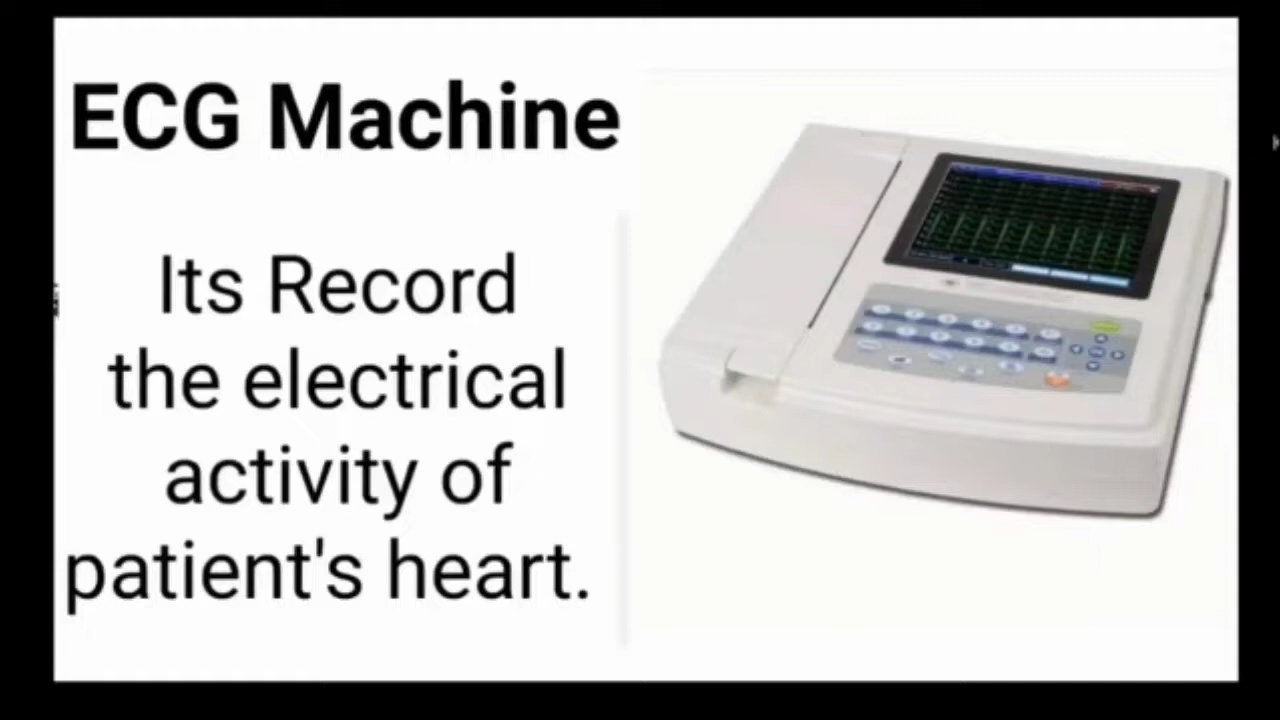 ECG Machine
Its Record
the electrical
activity of
patient's heart.